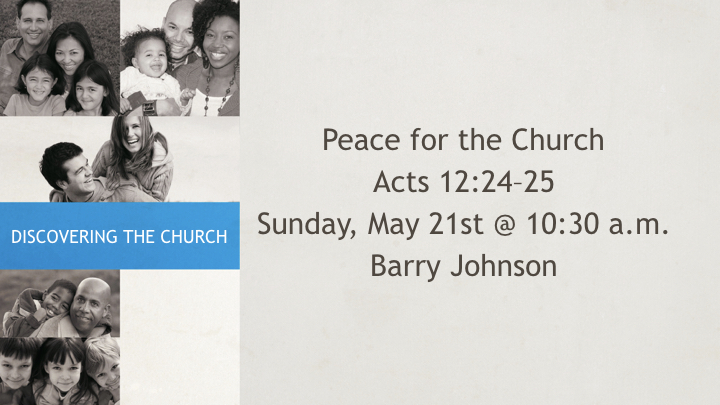 DISCOVERING THE CHURCH
Peace for the Church
Acts 12:24–25
Sunday, May 21st @ 10:30 a.m.
Barry Johnson